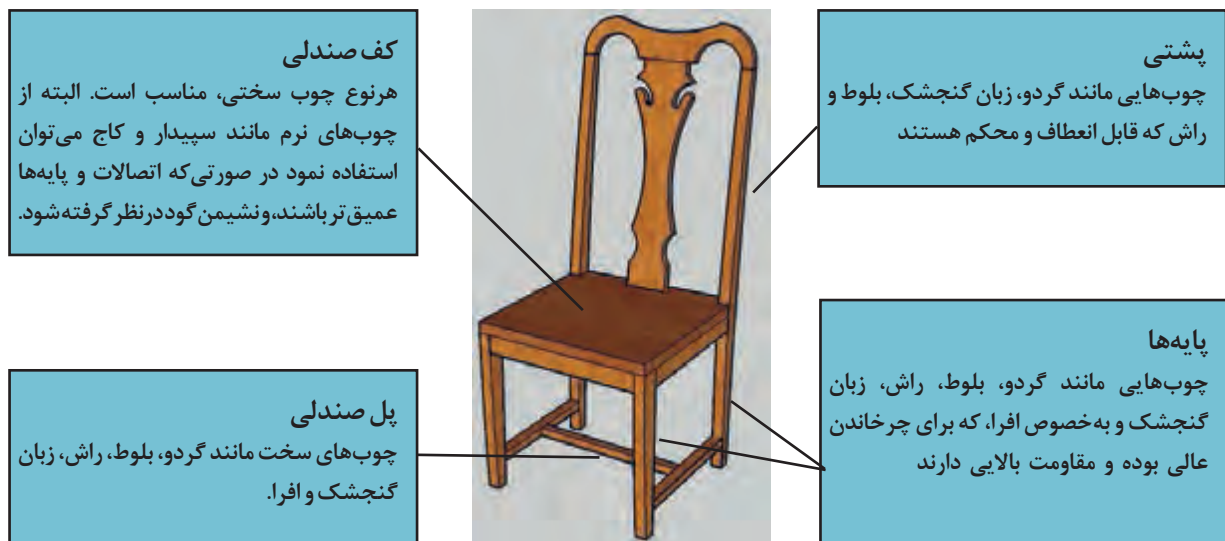 پشتی
چوب‌هایی مانند گردو، زبان گنجشک، بلوط و
راش که قابل انعطاف و محکم هستند
کف صندلی
هرنوع چوب سختی، مناسب است. البته از
چوب‌های نرم مانند سپیدار و کاج می‌توان
استفاده نمود در صورتی‌که اتصالات و پایه‌ها
عمیق‌تر باشند، و نشیمن گود در نظر گرفته شود.
پایه‌ها
چوب‌هایی مانند گردو، بلوط، راش، زبان
گنجشک و به‌خصوص افرا، که برای چرخاندن
عالی بوده و مقاومت بالایی دارند
پل صندلی
چوب‌های سخت مانند گردو، بلوط، راش، زبان
گنجشک و افرا.